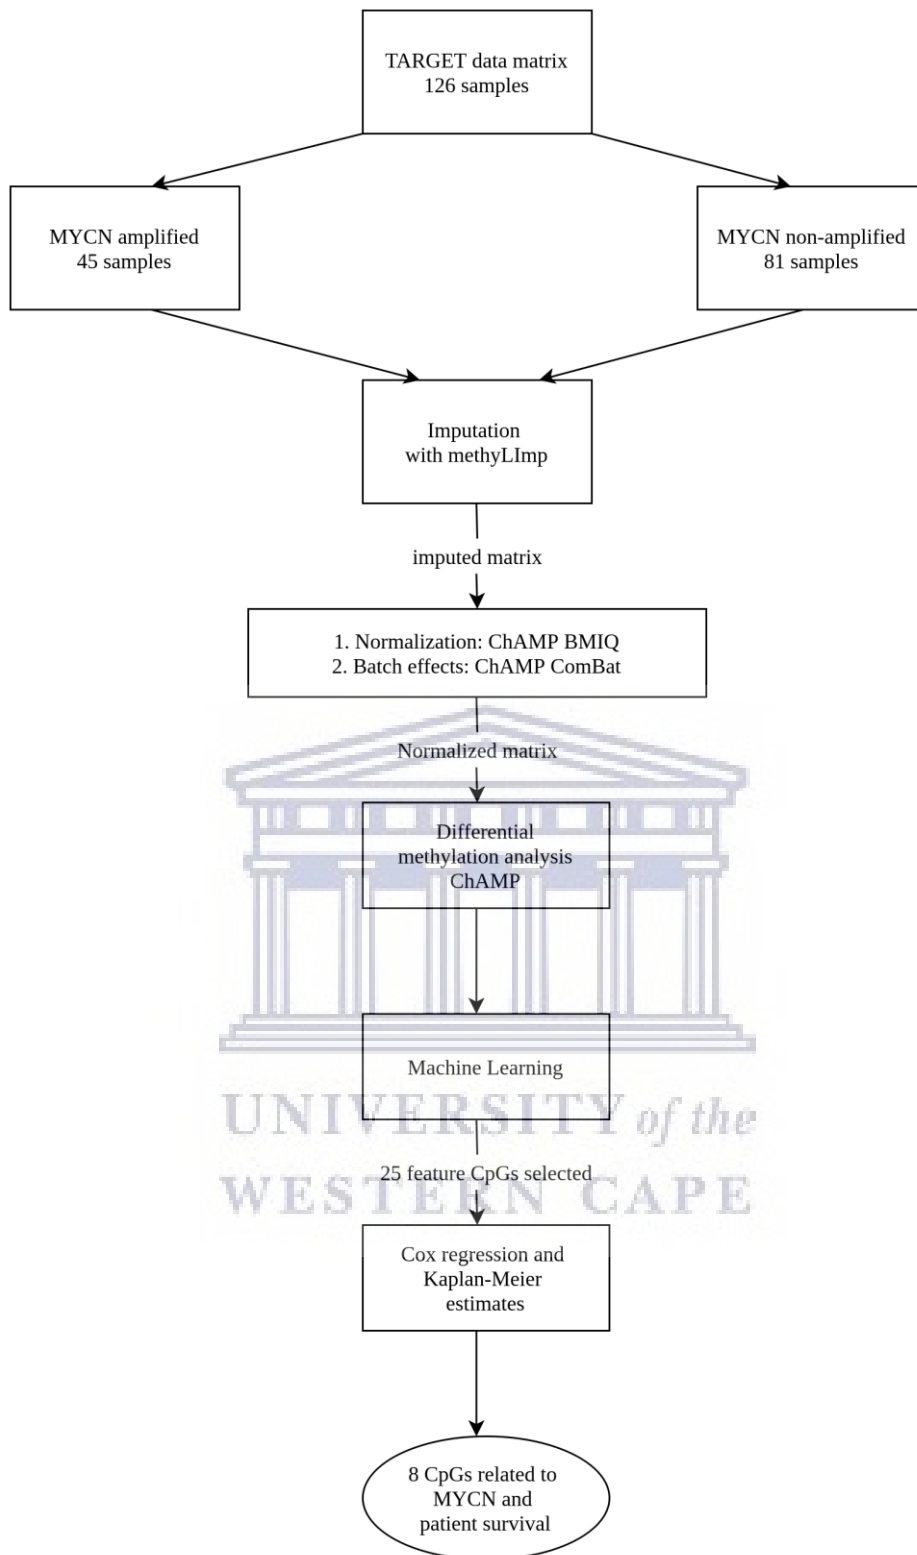 TARGET data matrix
126 samples
MYCN amplified
45 samples
MYCN non-amplified
81 samples
Imputation
with methyLImp
imputed matrix
1. Normalization: ChAMP BMIQ
2. Batch effects: ChAMP ComBat
Normalized matrix
Differential
methylation analysis
ChAMP
Machine Learning
UNIVERSITY of the
25 feature CpGs selected
WESTERN CAPE
Cox regression and
Kaplan-Meier
estimates
8 CpGs related to
MYCN and
patient survival